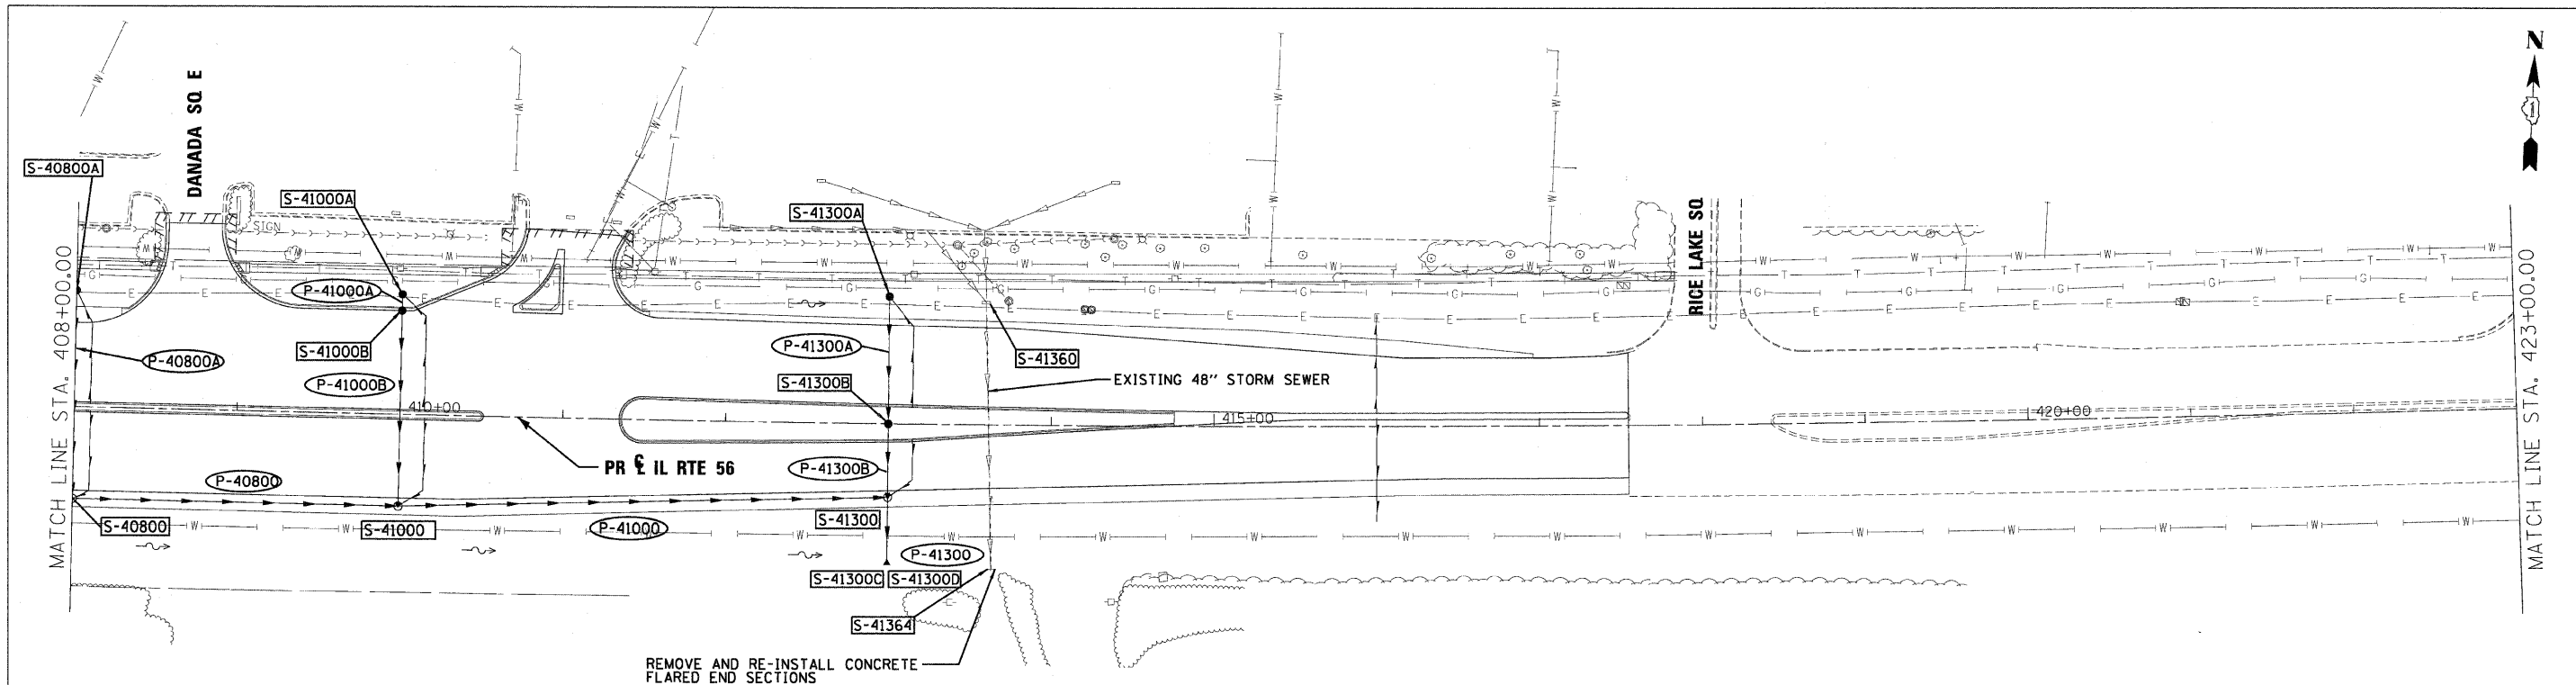 N
DANADA SQ E
S-40800A
S-41000A
S-41300A
SIGN
RICE LAKE SQ
MATCH LINE STA. 408+00.00
MATCH LINE STA. 423+00.00
P-41000A
S-41000B
P-40800A
P-41000B
P-41300A
S-41300B
S-41360
EXISTING 48" STORM SEWER
410+00
415+00
420+00
PR ℄ IL RTE 56
P-40800
P-41300B
S-40800
S-41000
P-41000
S-41300
P-41300
S-41300C S-41300D
S-41364
REMOVE AND RE-INSTALL CONCRETE
FLARED END SECTIONS